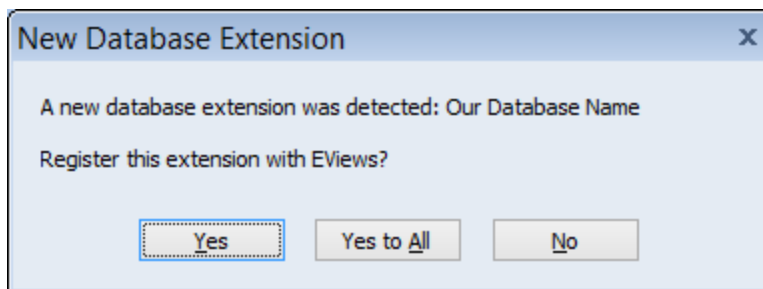 New Database Extension
x
A new database extension was detected: Our Database Name
Register this extension with EViews?
Yes Yes to All No